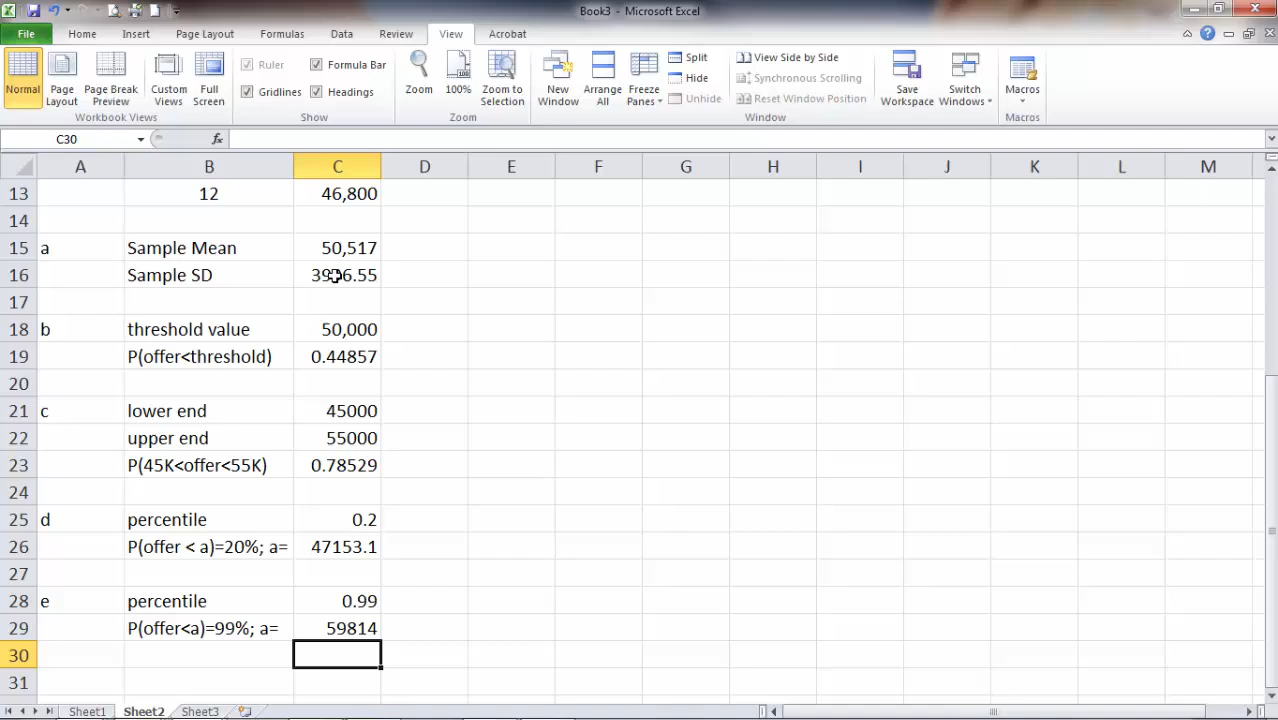 Book3 - Microsoft Excel
File Home Insert Page Layout Formulas Data Review View Acrobat
Normal
Page Layout
Page Break Preview
Custom Views
Full Screen
Workbook Views
Ruler
Formula Bar
Gridlines
Headings
Show
Zoom
100%
Zoom to Selection
Zoom
New Window
Arrange All
Freeze Panes
Split
Hide
Unhide
View Side by Side
Synchronous Scrolling
Reset Window Position
Window
Save Workspace
Switch Windows
Macros
Macros
C30 fx
A B C D E F G H I J K L M
13 12 46,800
14
15 a Sample Mean 50,517
16 Sample SD
17
18 b threshold value 50,000
19 P(offer<threshold) 0.44857
20
21 c lower end 45000
22 upper end 55000
23 P(45K<offer<55K) 0.78529
24
25 d percentile 0.2
26 P(offer < a)=20%; a= 47153.1
27
28 e percentile 0.99
29 P(offer<a)=99%; a= 59814
30
31
Sheet1 Sheet2 Sheet3